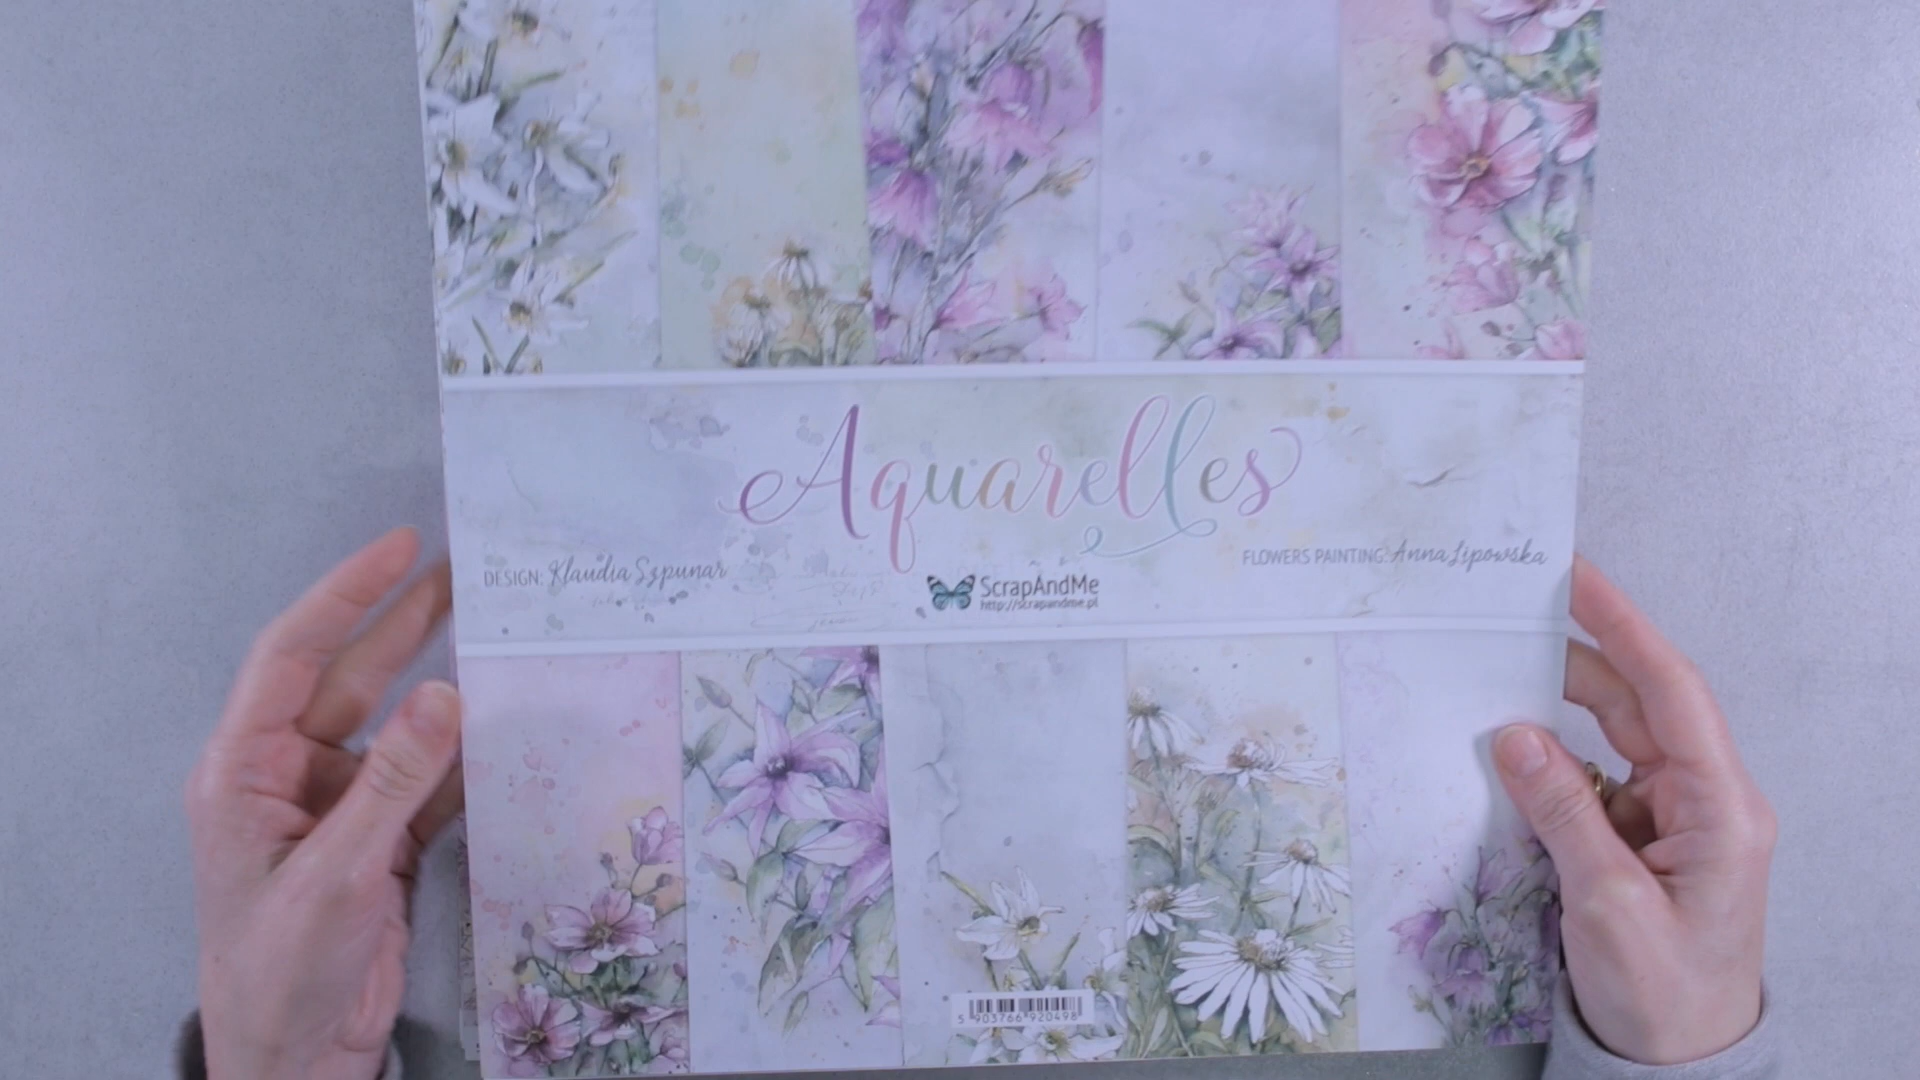 Aquarelles
DESIGN: Klaudia Szpunar
FLOWERS PAINTING: Anna Lipowska
ScrapAndMe
http://scrapandme.pl
5 903766 920498